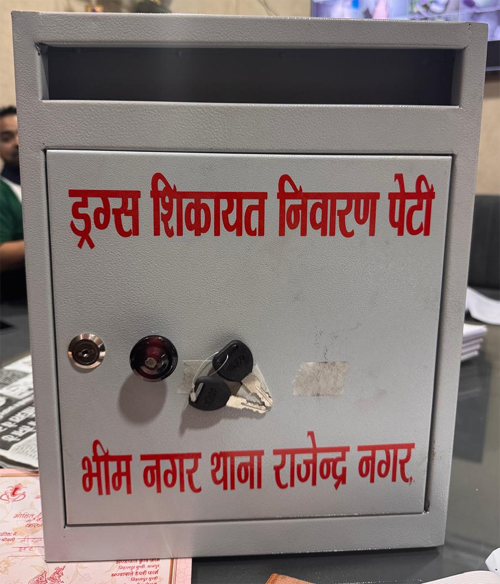 ड्रग्स शिकायत निवारण पेटी
भीम नगर थाना राजेन्द्र नगर,